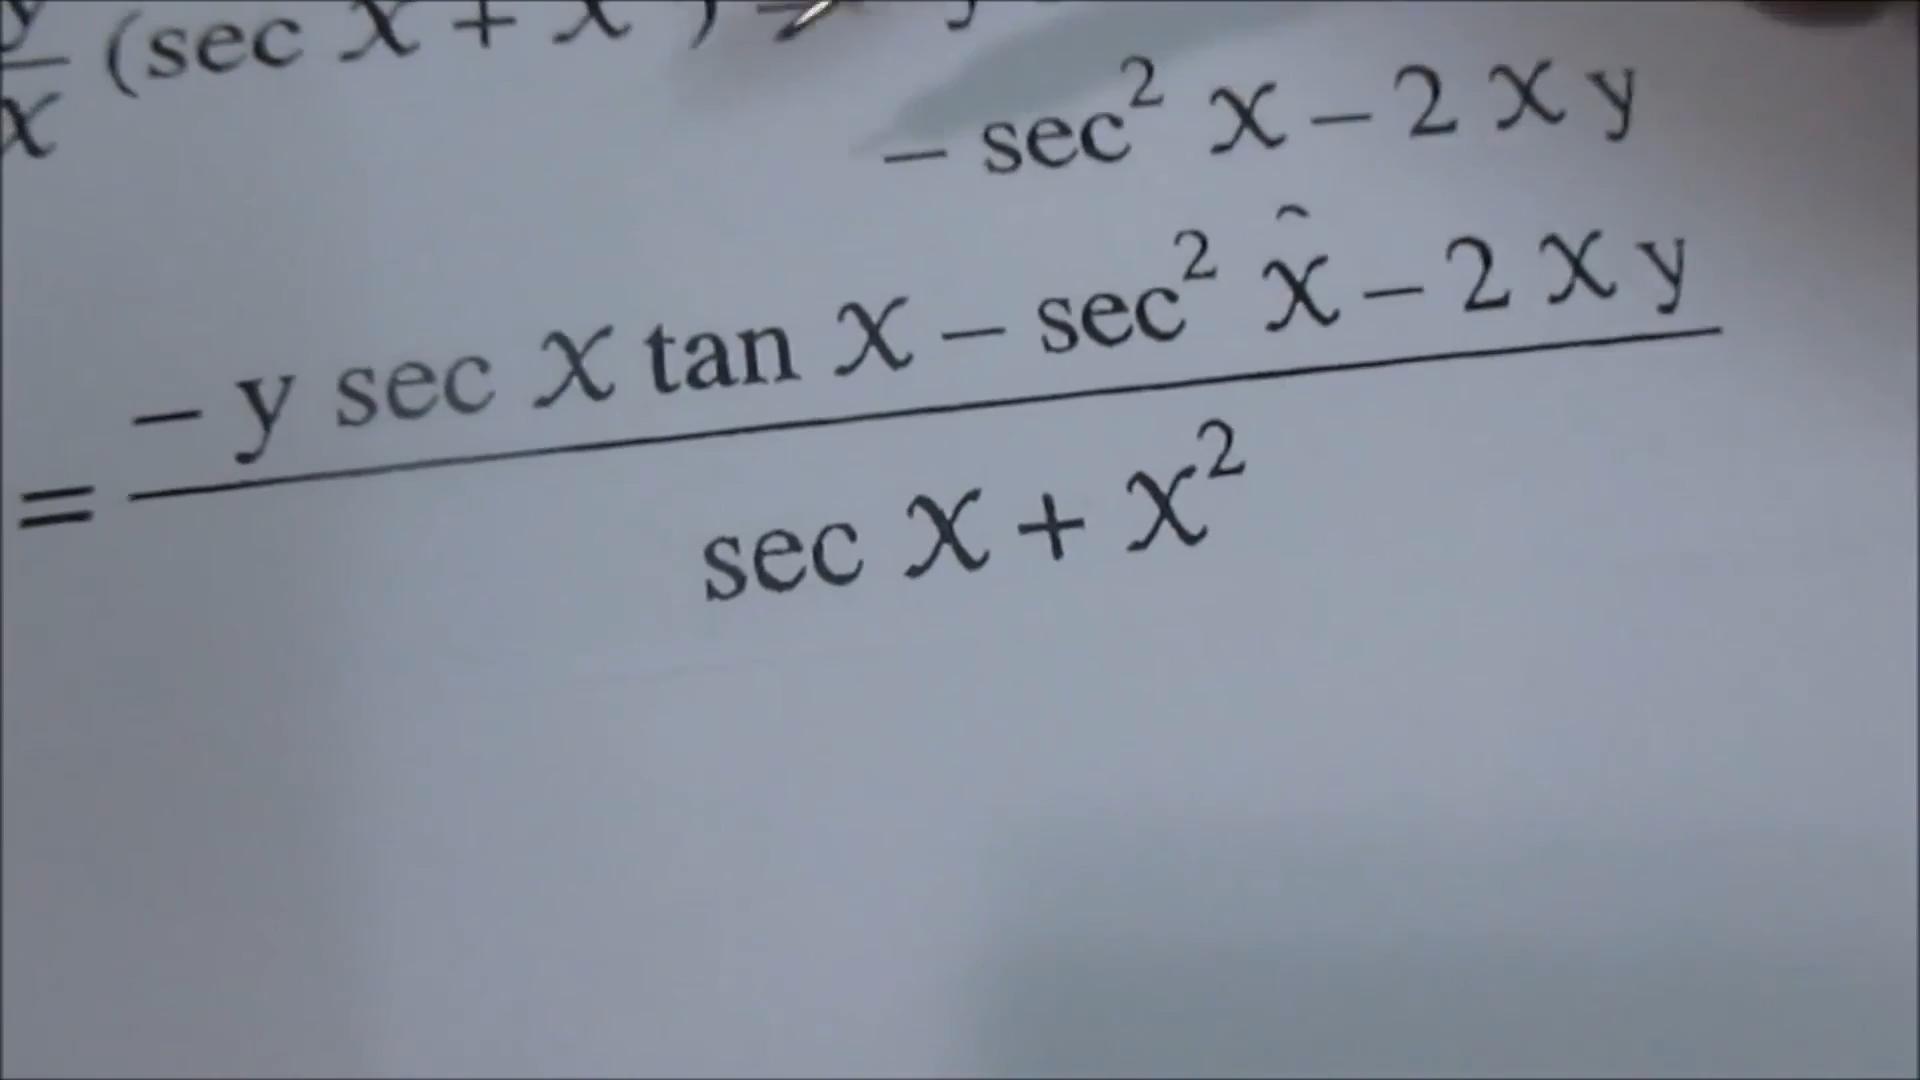 y/x (sec x + x ) =
− sec² x − 2 x y
= (− y sec x tan x − sec² x̂ − 2 x y) / (sec x + x²)